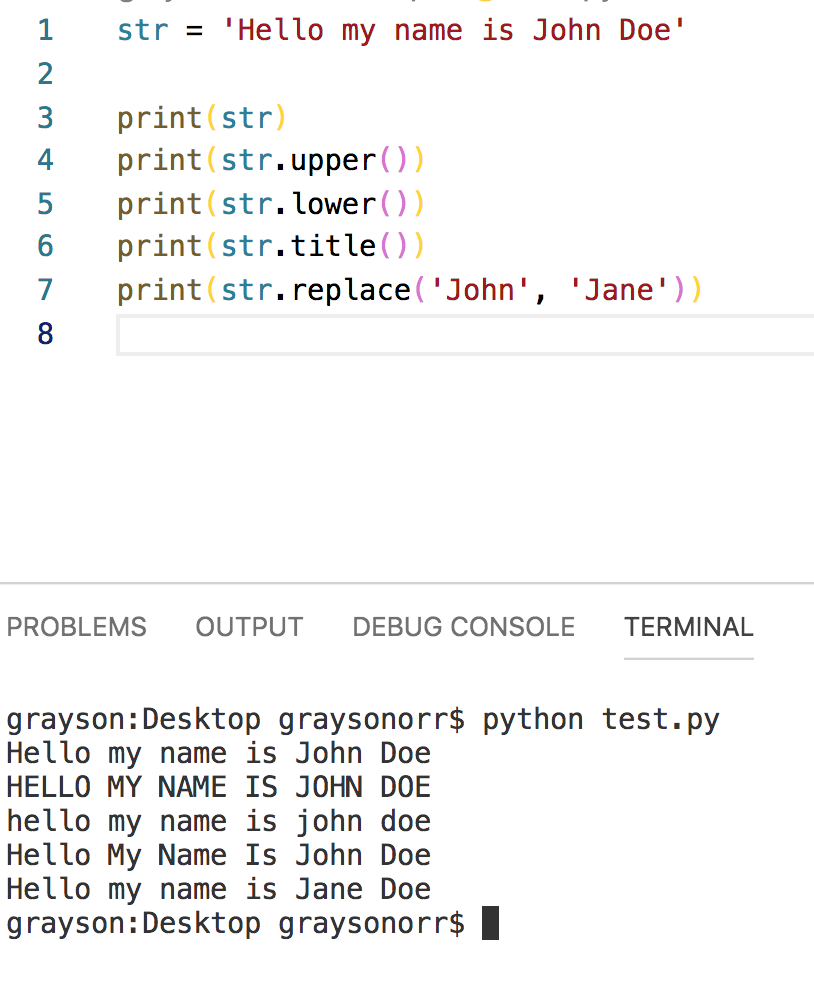 1 str = 'Hello my name is John Doe'
2
3 print(str)
4 print(str.upper())
5 print(str.lower())
6 print(str.title())
7 print(str.replace('John', 'Jane'))
8
PROBLEMS OUTPUT DEBUG CONSOLE TERMINAL
grayson:Desktop graysonorr$ python test.py
Hello my name is John Doe
HELLO MY NAME IS JOHN DOE
hello my name is john doe
Hello My Name Is John Doe
Hello my name is Jane Doe
grayson:Desktop graysonorr$